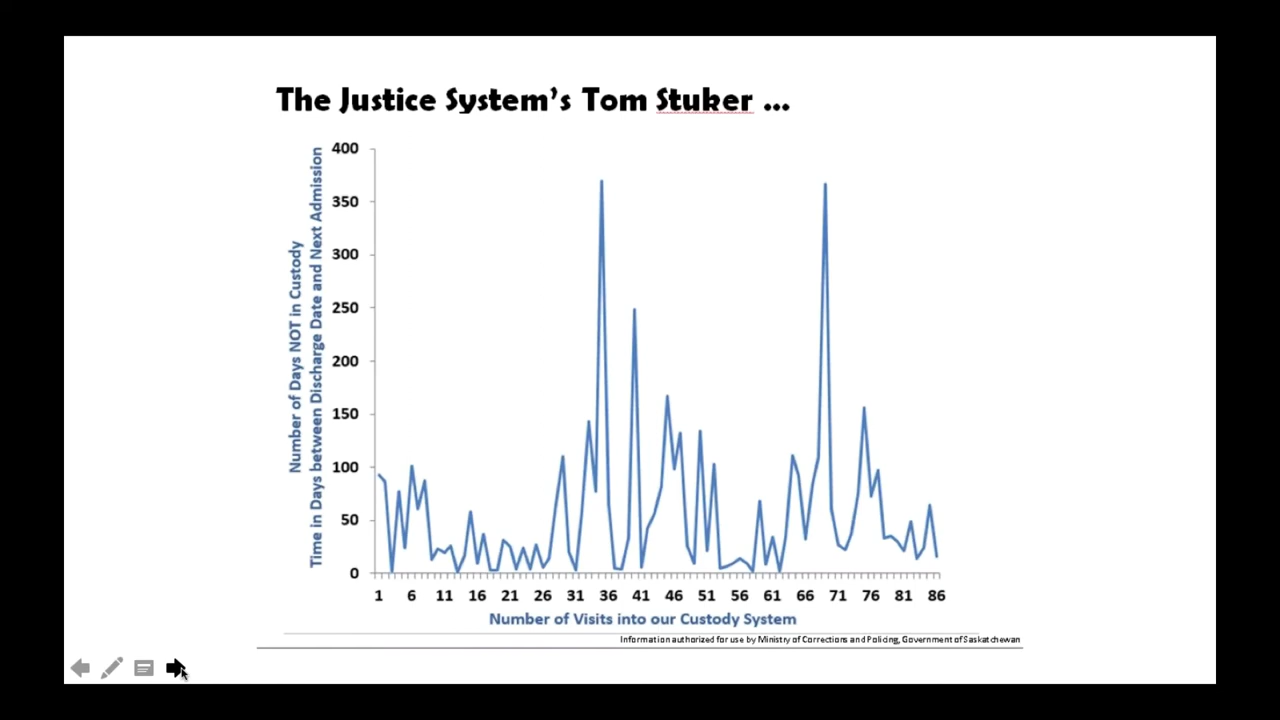 The Justice System's Tom Stuker ...
Number of Days NOT in Custody
Time in Days between Discharge Date and Next Admission
400
350
300
250
200
150
100
50
0
1 6 11 16 21 26 31 36 41 46 51 56 61 66 71 76 81 86
Number of Visits into our Custody System
Information authorized for use by Ministry of Corrections and Policing, Government of Saskatchewan